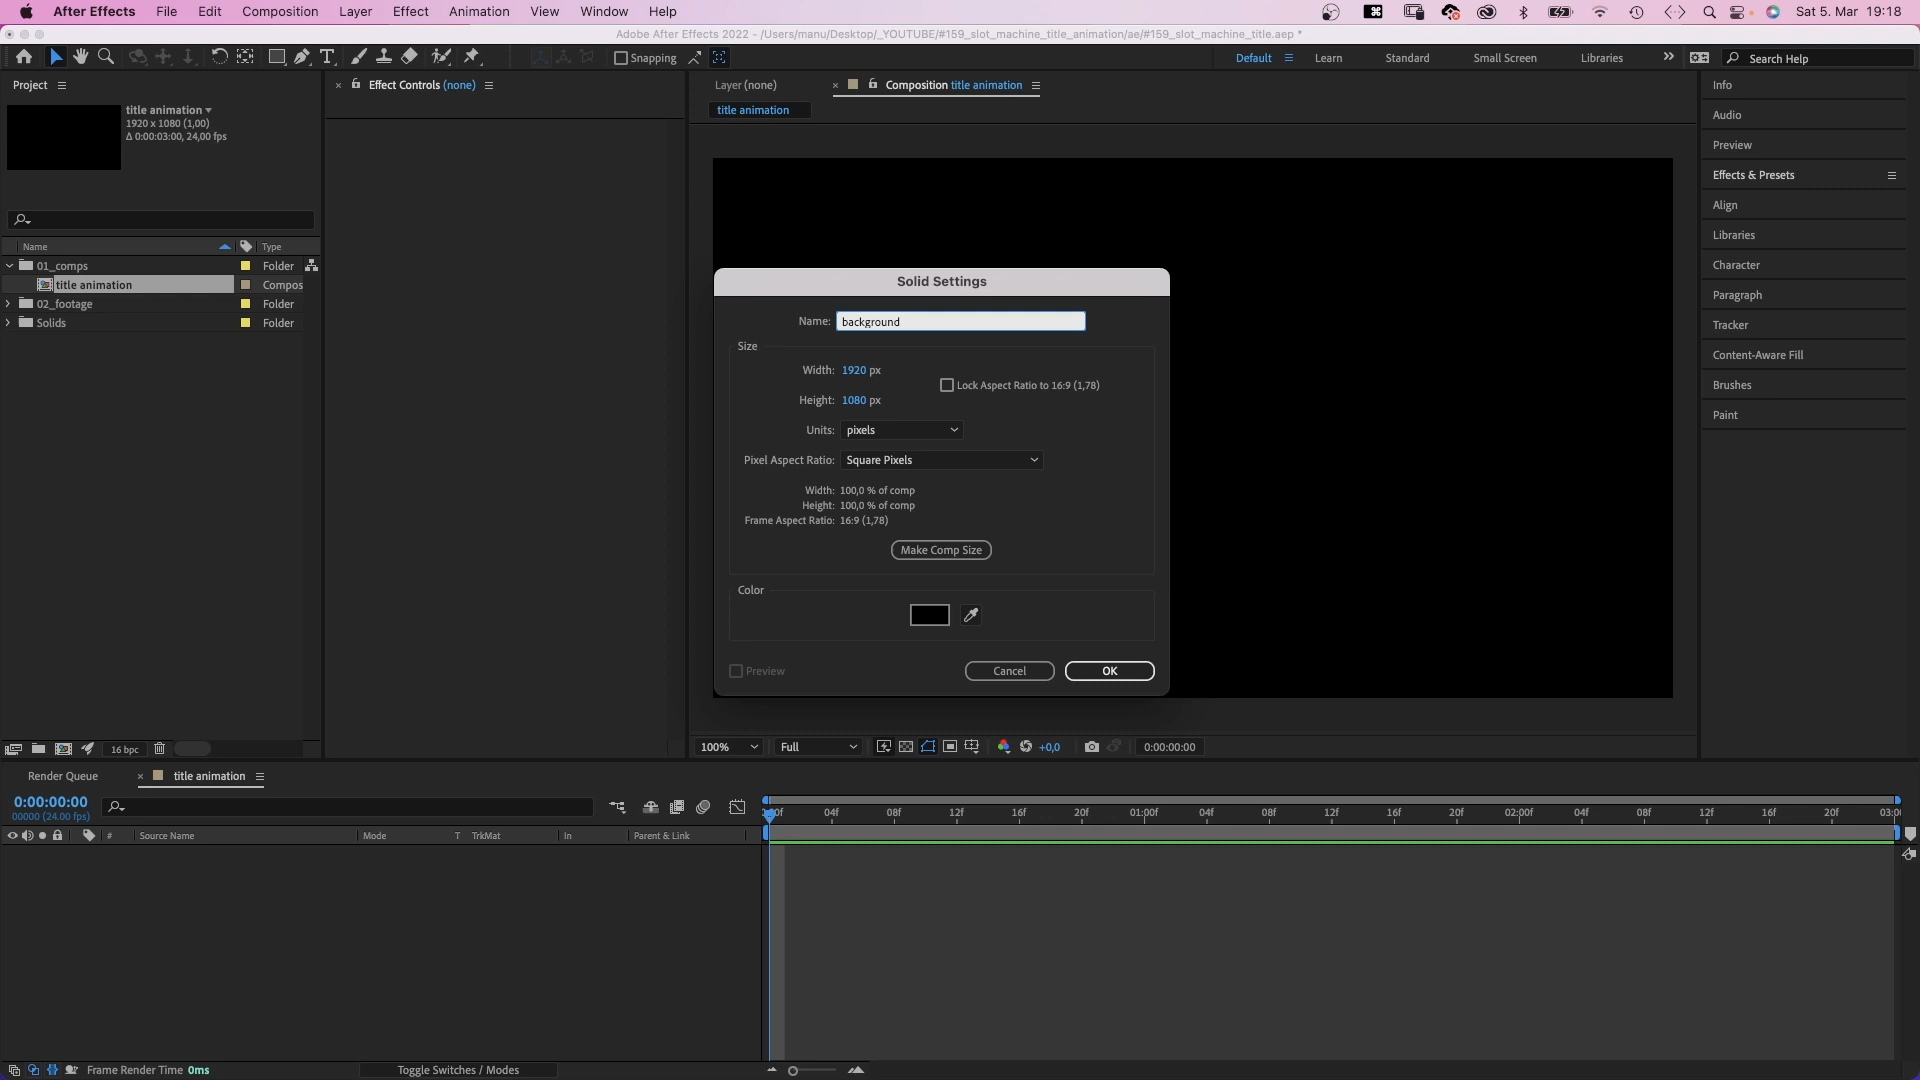 After Effects File Edit Composition Layer Effect Animation View Window Help Sat 5. Mar 19:18
Adobe After Effects 2022 - /Users/manu/Desktop/_YOUTUBE/#159_slot_machine_title_animation/ae/#159_slot_machine_title.aep *
Snapping Default Learn Standard Small Screen Libraries Search Help
Project
title animation
1920 x 1080 (1,00)
Δ 0:00:03:00, 24,00 fps
Name Type
01_comps Folder
title animation Compos
02_footage Folder
Solids Folder
16 bpc
Effect Controls (none)
Layer (none) Composition title animation
title animation
Solid Settings
Name: background
Size
Width: 1920 px
Lock Aspect Ratio to 16:9 (1,78)
Height: 1080 px
Units: pixels
Pixel Aspect Ratio: Square Pixels
Width: 100,0 % of comp
Height: 100,0 % of comp
Frame Aspect Ratio: 16:9 (1,78)
Make Comp Size
Color
Preview Cancel OK
100% Full +0,0 0:00:00:00
Info
Audio
Preview
Effects & Presets
Align
Libraries
Character
Paragraph
Tracker
Content-Aware Fill
Brushes
Paint
Render Queue title animation
0:00:00:00
00000 (24.00 fps)
04f 08f 12f 16f 20f 01:00f 04f 08f 12f 16f 20f 02:00f 04f 08f 12f 16f 20f
# Source Name Mode T TrkMat In Parent & Link
Frame Render Time 0ms Toggle Switches / Modes